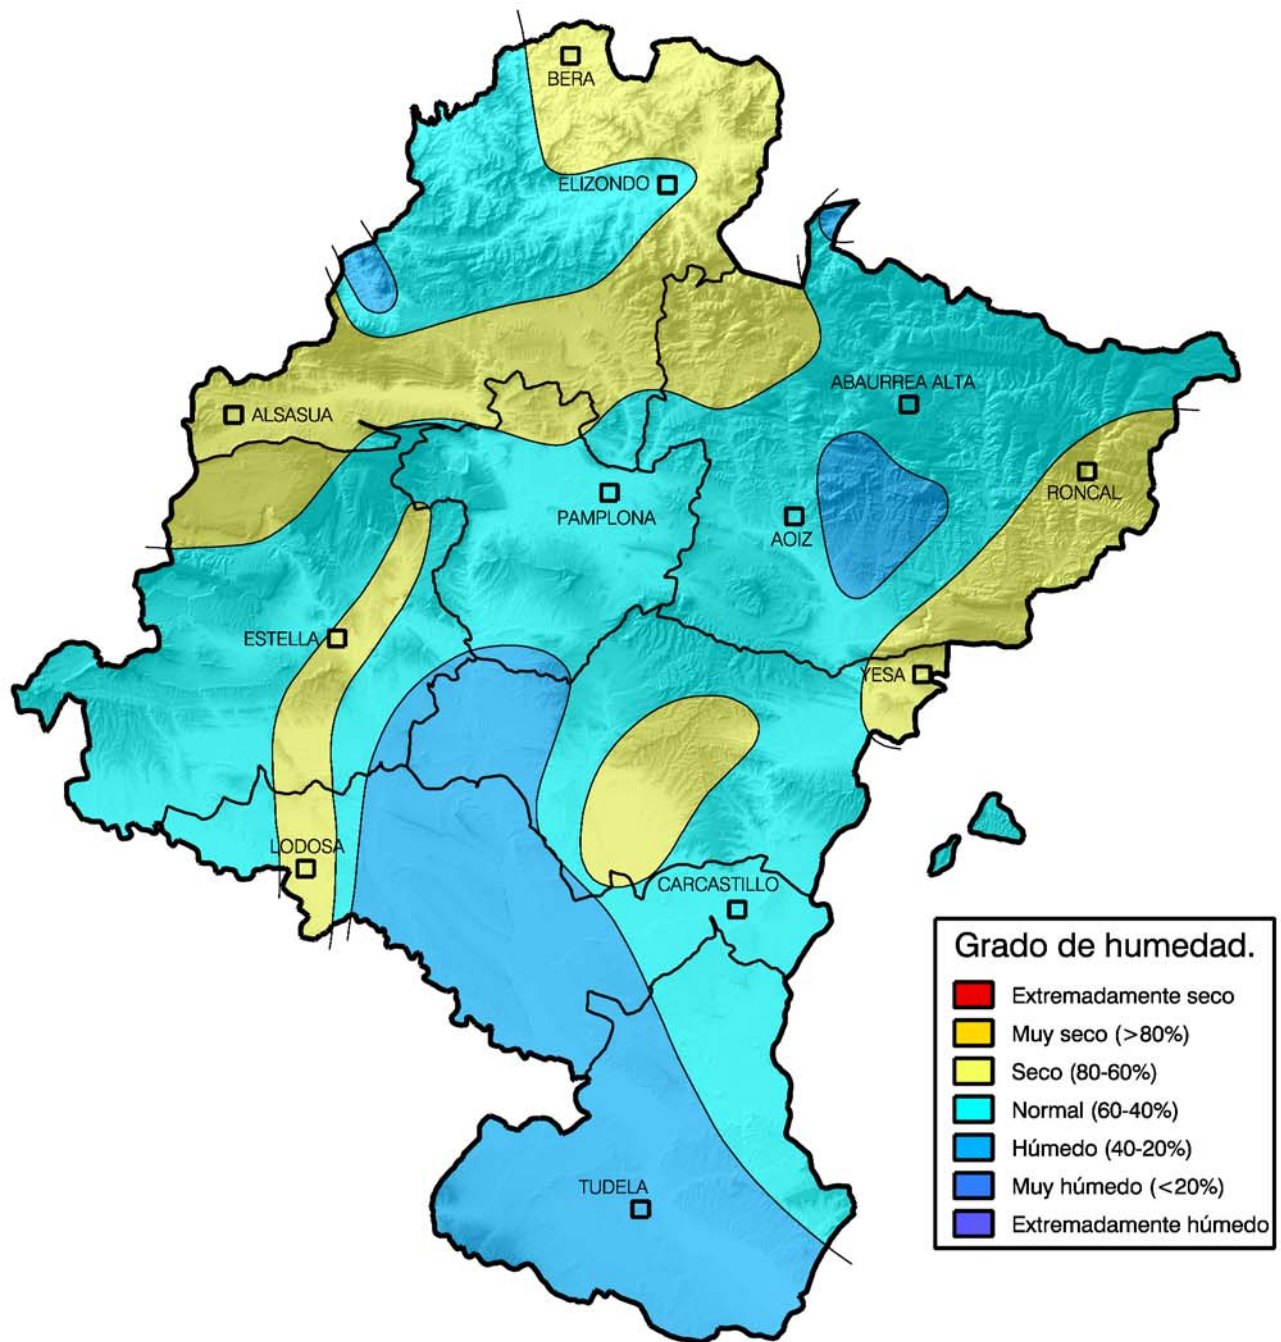 BERA
ELIZONDO
ABAURREA ALTA
ALSASUA
RONCAL
PAMPLONA
AOIZ
ESTELLA
YESA
LODOSA
CARCASTILLO
TUDELA
Grado de humedad.
Extremadamente seco
Muy seco (>80%)
Seco (80-60%)
Normal (60-40%)
Húmedo (40-20%)
Muy húmedo (<20%)
Extremadamente húmedo